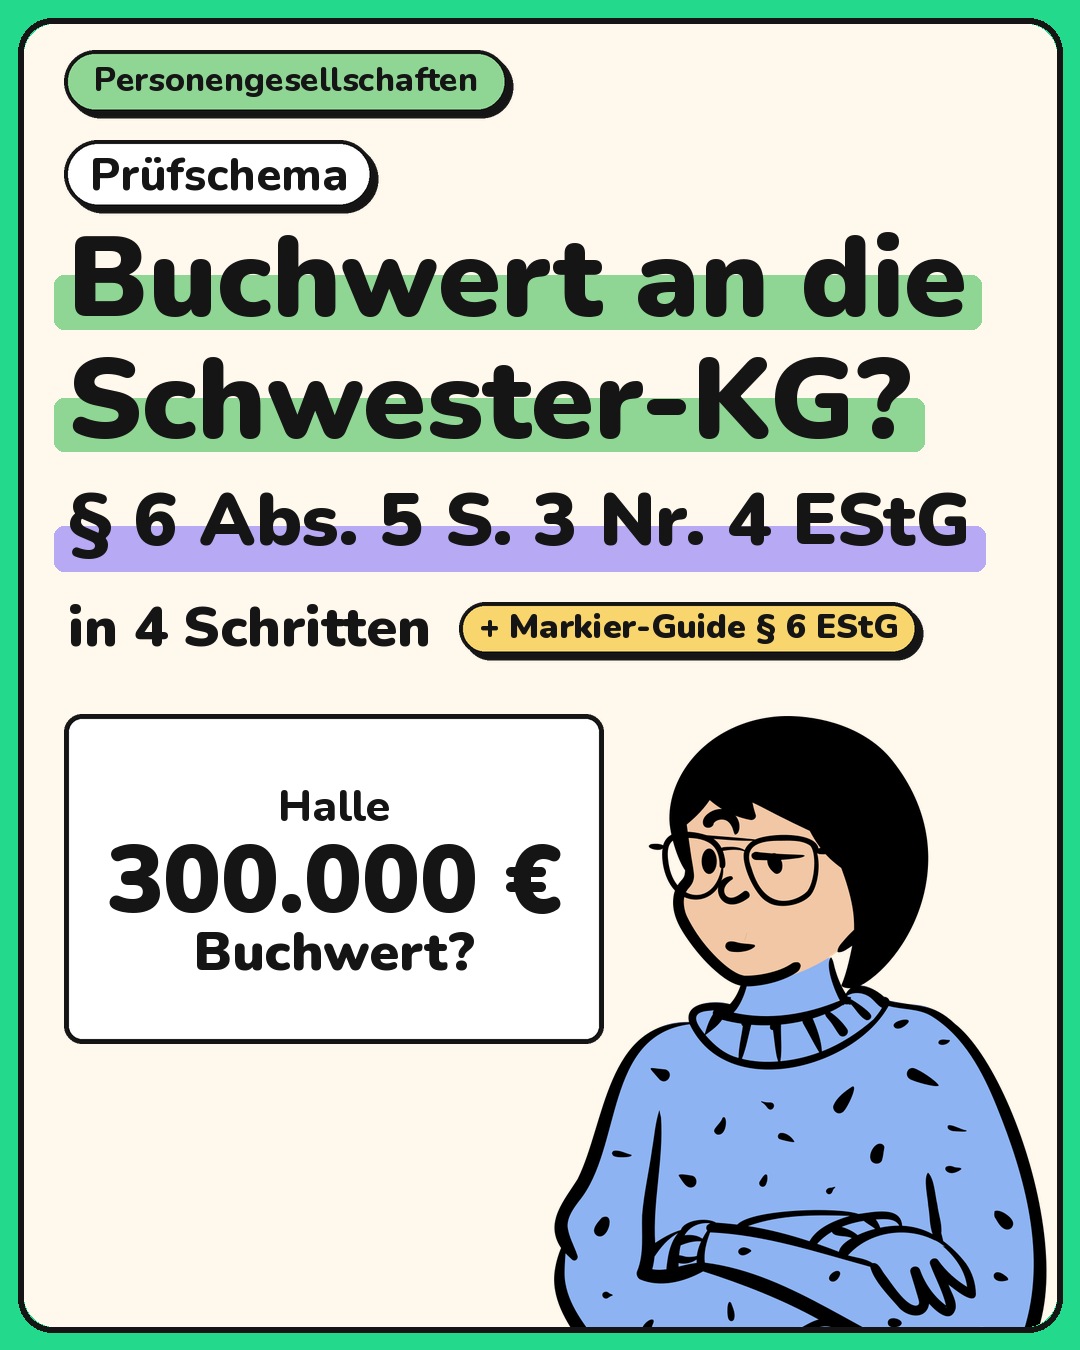 Personengesellschaften
Prüfschema
Buchwert an die
Schwester-KG?
§ 6 Abs. 5 S. 3 Nr. 4 EStG
in 4 Schritten
+ Markier-Guide § 6 EStG
Halle
300.000 €
Buchwert?